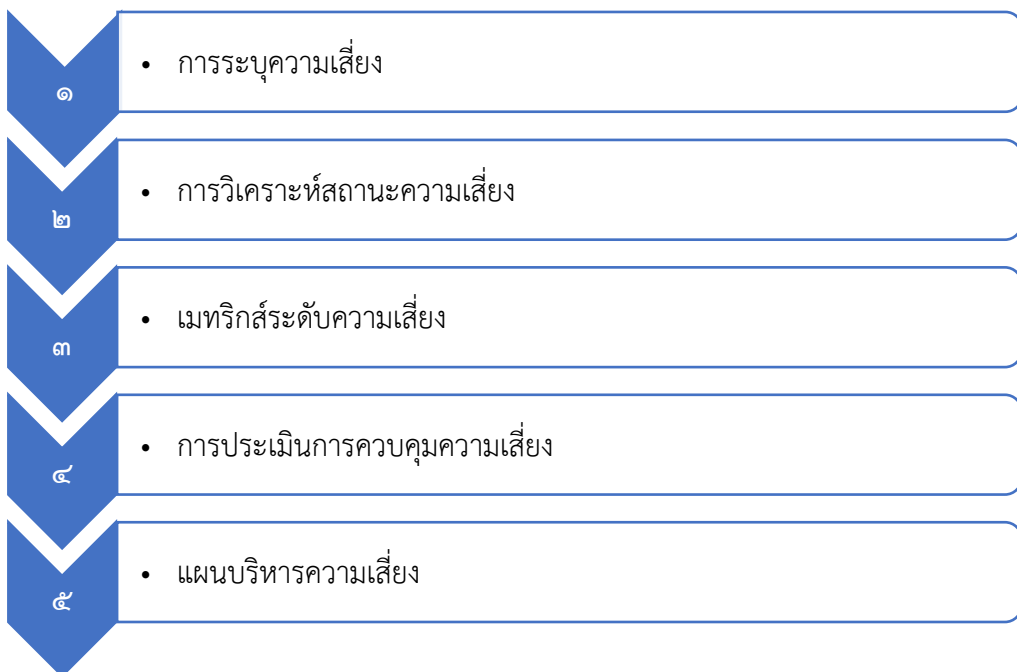 ๑
• การระบุความเสี่ยง
๒
• การวิเคราะห์สถานะความเสี่ยง
๓
• เมทริกส์ระดับความเสี่ยง
๔
• การประเมินการควบคุมความเสี่ยง
๕
• แผนบริหารความเสี่ยง